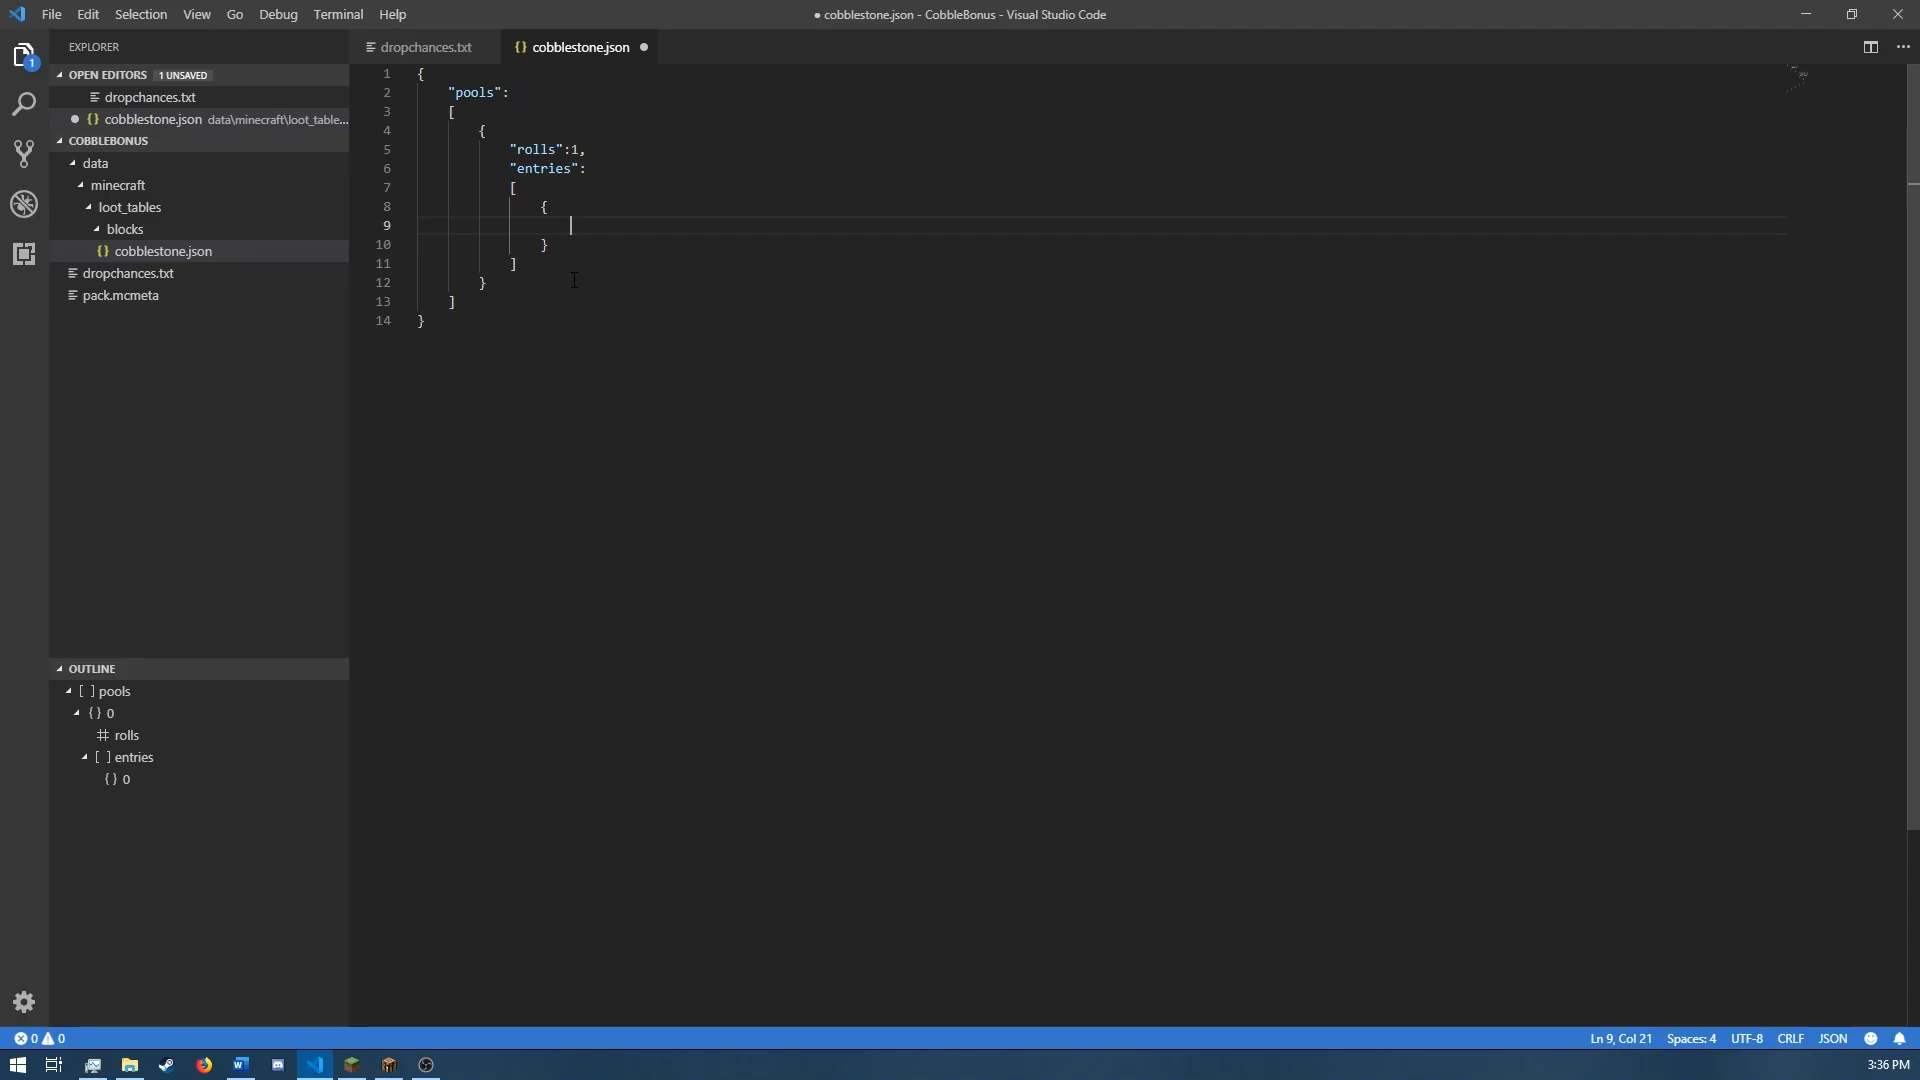 File Edit Selection View Go Debug Terminal Help
● cobblestone.json - CobbleBonus - Visual Studio Code
EXPLORER
OPEN EDITORS 1 UNSAVED
dropchances.txt
cobblestone.json data\minecraft\loot_table...
COBBLEBONUS
data
minecraft
loot_tables
blocks
cobblestone.json
dropchances.txt
pack.mcmeta
OUTLINE
[ ] pools
{ } 0
rolls
[ ] entries
{ } 0
dropchances.txt
{ } cobblestone.json
1 {
2 "pools":
3 [
4 {
5 "rolls":1,
6 "entries":
7 [
8 {
9
10 }
11 ]
12 }
13 ]
14 }
1
0 0
Ln 9, Col 21 Spaces: 4 UTF-8 CRLF JSON
3:36 PM